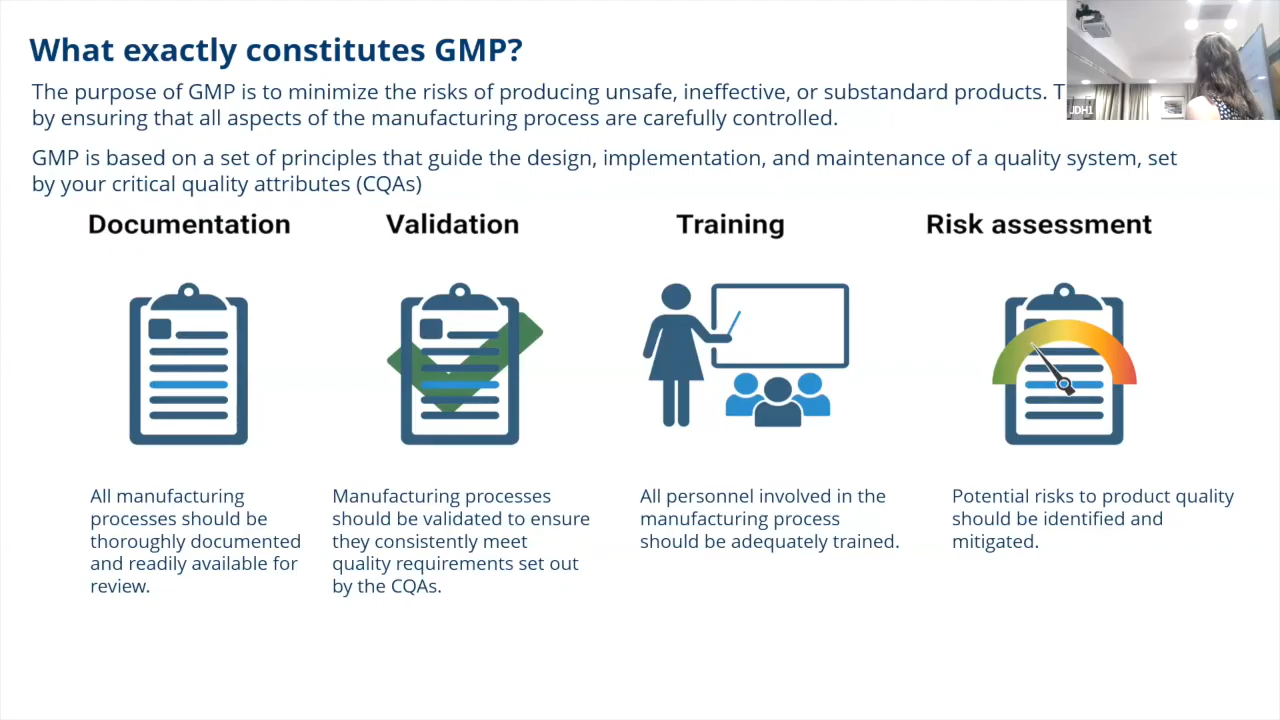 What exactly constitutes GMP?
The purpose of GMP is to minimize the risks of producing unsafe, ineffective, or substandard products.
by ensuring that all aspects of the manufacturing process are carefully controlled.
JDHI
GMP is based on a set of principles that guide the design, implementation, and maintenance of a quality system, set
by your critical quality attributes (CQAs)
Documentation
Validation
Training
Risk assessment
All manufacturing
processes should be
thoroughly documented
and readily available for
review.
Manufacturing processes
should be validated to ensure
they consistently meet
quality requirements set out
by the CQAs.
All personnel involved in the
manufacturing process
should be adequately trained.
Potential risks to product quality
should be identified and
mitigated.